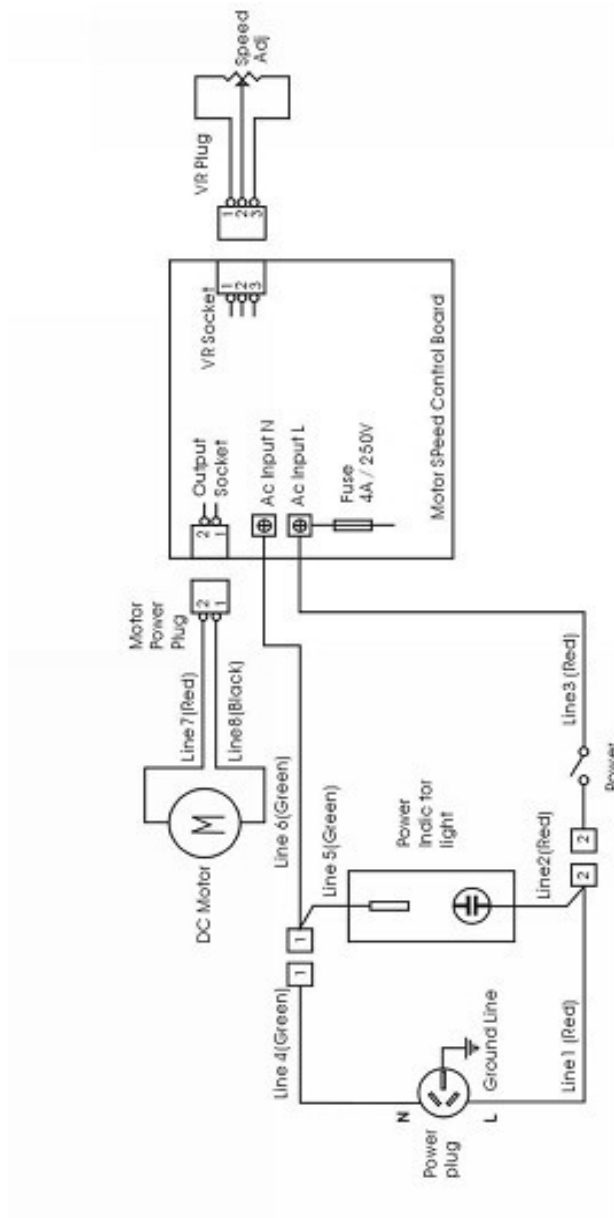 Power
plug
N
L
Ground Line
Line 4(Green)
Line1 (Red)
1
1
2
2
Line 5(Green)
Line2(Red)
Power
Indic tor
light
Line 6(Green)
Power
Line3 (Red)
DC Motor
M
Line7(Red)
Line8(Black)
Motor
Power
Plug
2
1
2
1
Output
Socket
Ac Input N
Ac Input L
Fuse
4A / 250V
Motor SPeed Control Board
VR Socket
1
2
3
VR Plug
1
2
3
Speed
Adj